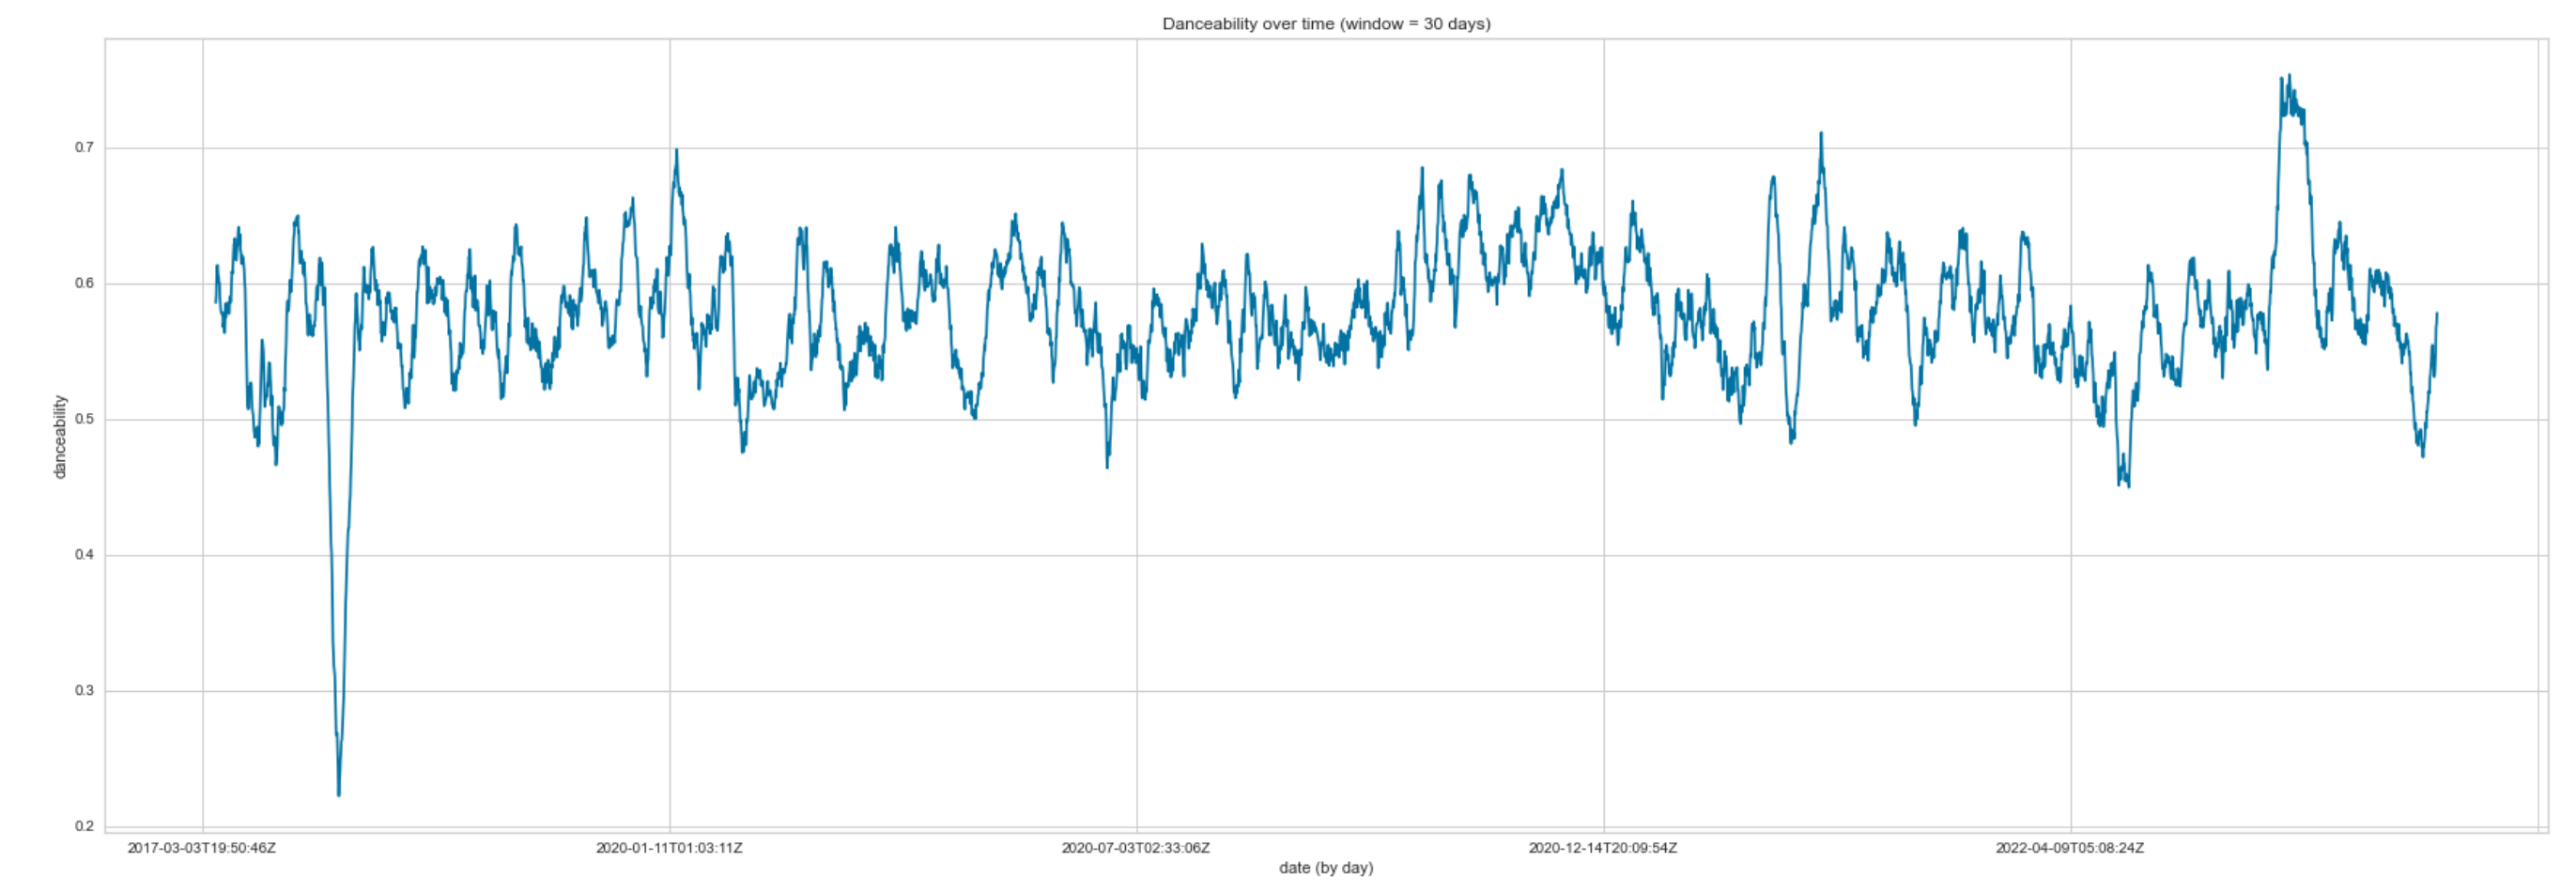 Danceability over time (window = 30 days)
danceability
0.7
0.6
0.5
0.4
0.3
0.2
2017-03-03T19:50:46Z
2020-01-11T01:03:11Z
2020-07-03T02:33:06Z
2020-12-14T20:09:54Z
2022-04-09T05:08:24Z
date (by day)